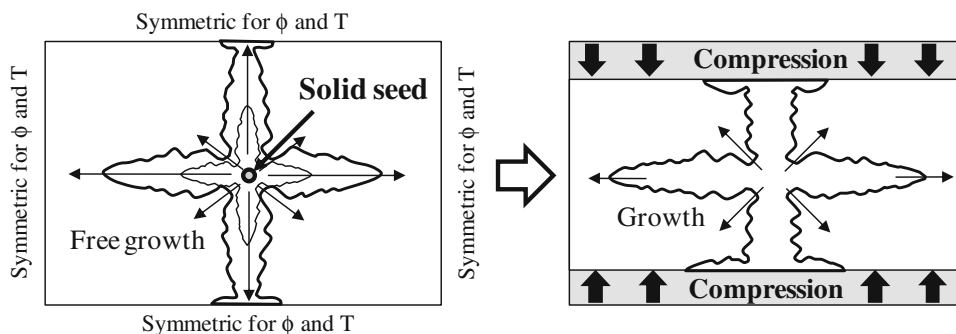 Symmetric for ϕ and T
Symmetric for ϕ and T
Solid seed
Free growth
Symmetric for ϕ and T
Symmetric for ϕ and T
Compression
Growth
Compression